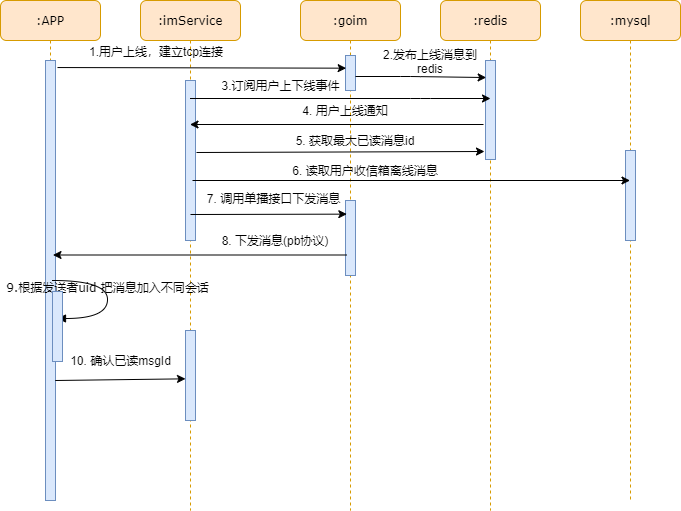 :APP
:imService
:goim
:redis
:mysql
1.用户上线，建立tcp连接
2.发布上线消息到
redis
3.订阅用户上下线事件
4. 用户上线通知
5. 获取最大已读消息id
6. 读取用户收信箱离线消息
7. 调用单播接口下发消息
8. 下发消息(pb协议)
9.根据发送者uid 把消息加入不同会话
10. 确认已读msgId